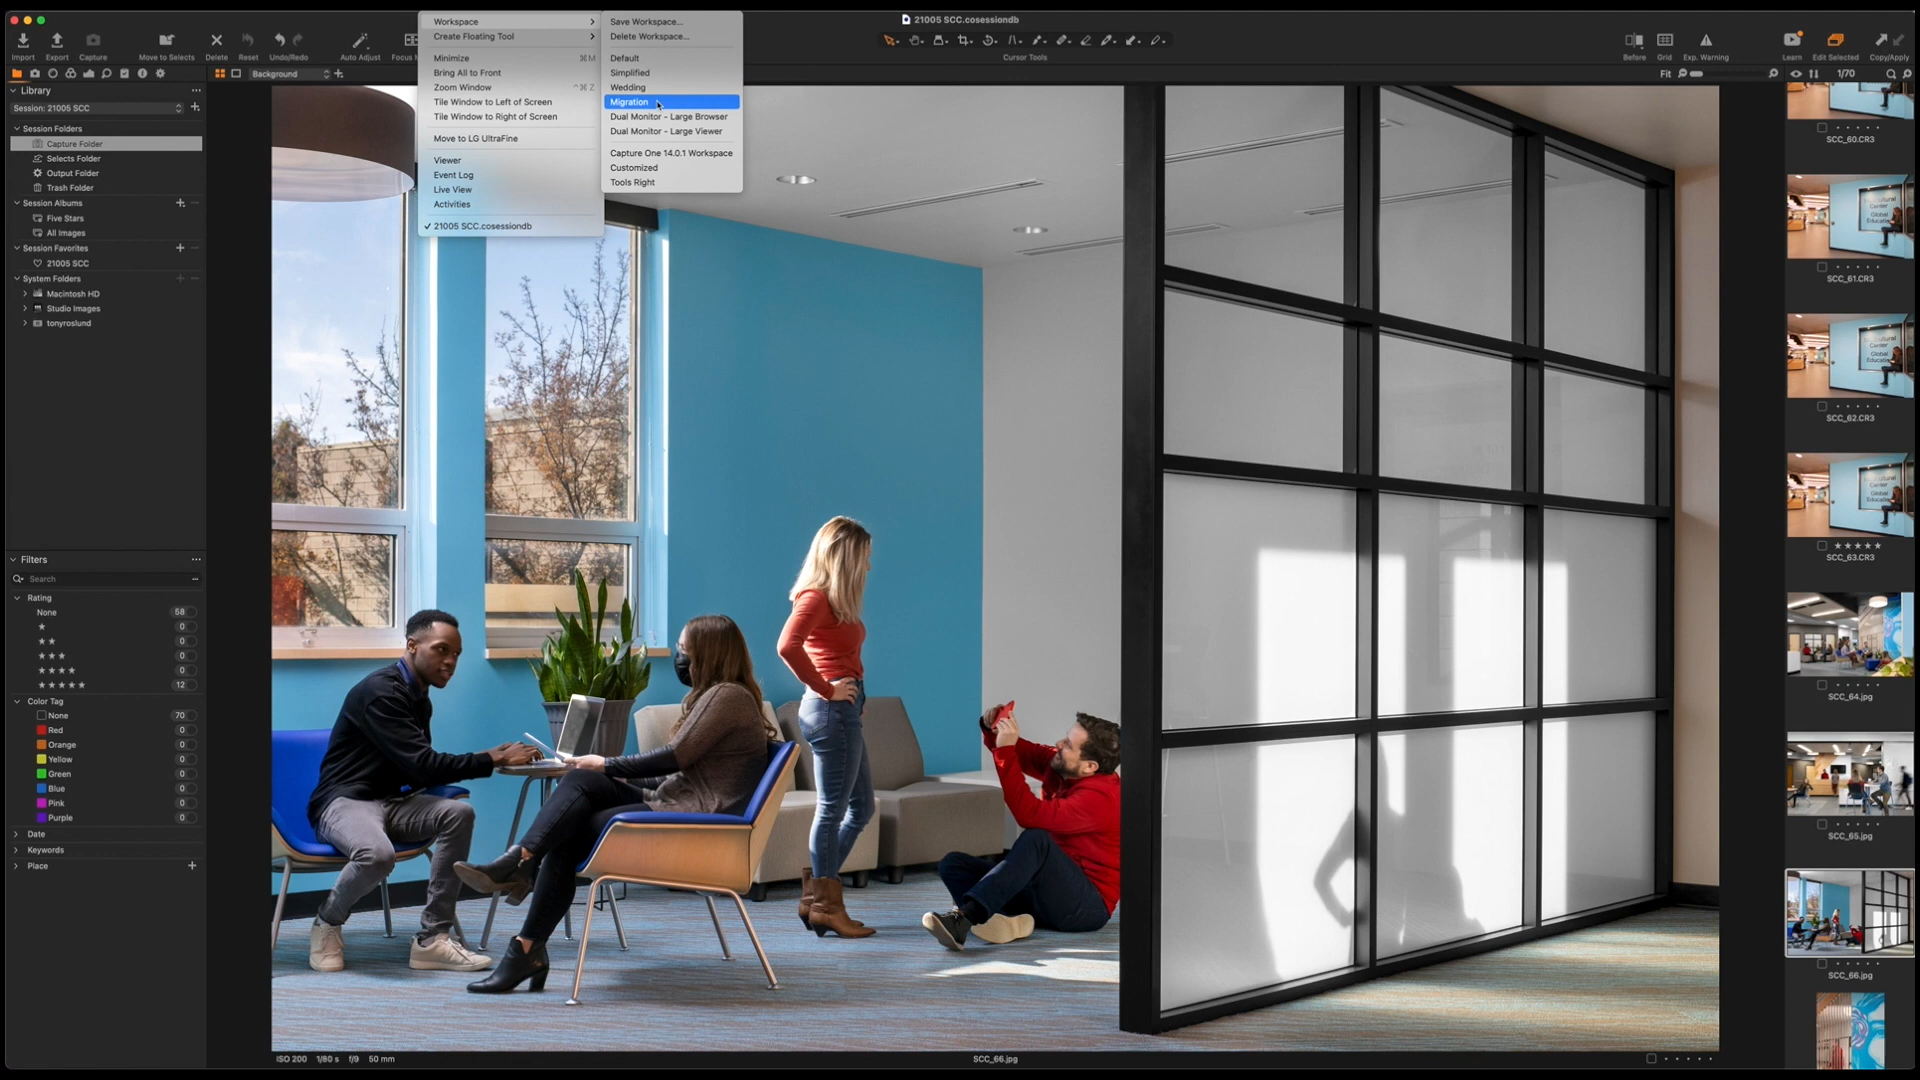 21005 SCC.cosessiondb
Import
Export
Capture
Move to Selects
Delete
Reset
Undo/Redo
Auto Adjust
Focus
Cursor Tools
Before
Grid
Exp. Warning
Learn
Edit Selected
Copy/Apply
Background
Fit
1/70
Workspace
Create Floating Tool
Minimize ⌘M
Bring All to Front
Zoom Window ⌃⌘Z
Tile Window to Left of Screen
Tile Window to Right of Screen
Move to LG UltraFine
Viewer
Event Log
Live View
Activities
✓ 21005 SCC.cosessiondb
Save Workspace...
Delete Workspace...
Default
Simplified
Wedding
Migration
Dual Monitor - Large Browser
Dual Monitor - Large Viewer
Capture One 14.0.1 Workspace
Customized
Tools Right
Library
Session: 21005 SCC
Session Folders
Capture Folder
Selects Folder
Output Folder
Trash Folder
Session Albums
Five Stars
All Images
Session Favorites
21005 SCC
System Folders
Macintosh HD
Studio Images
tonyroslund
Filters
Search
Rating
None 58
★ 0
★★ 0
★★★ 0
★★★★ 0
★★★★★ 12
Color Tag
None 70
Red 0
Orange 0
Yellow 0
Green 0
Blue 0
Pink 0
Purple 0
Date
Keywords
Place
ISO 200 1/80 s f/9 50 mm
SCC_66.jpg
SCC_60.CR3
SCC_61.CR3
SCC_62.CR3
★★★★★
SCC_63.CR3
SCC_64.jpg
SCC_65.jpg
SCC_66.jpg